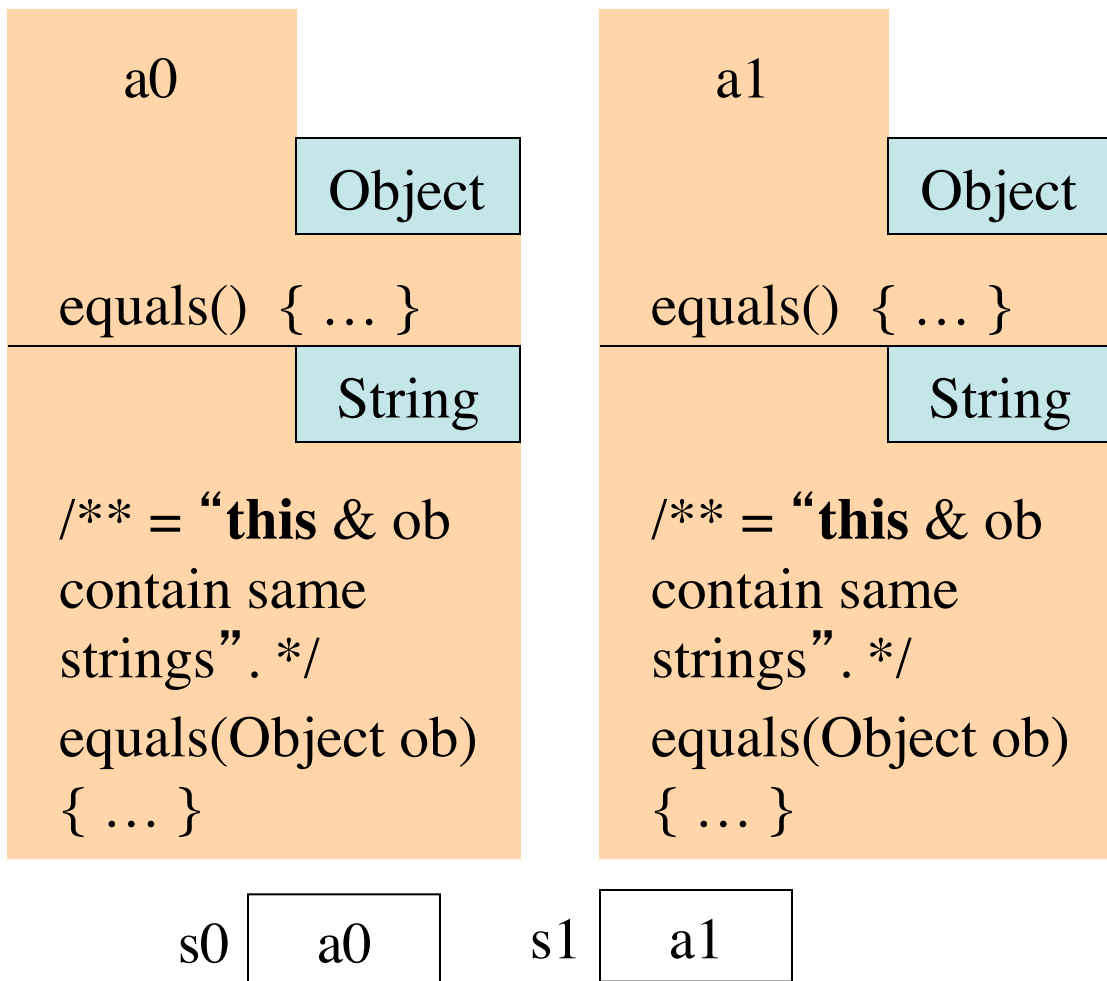 a0
Object
equals() { … }
String
/** = “this & ob
contain same
strings”. */
equals(Object ob)
{ … }
a1
Object
equals() { … }
String
/** = “this & ob
contain same
strings”. */
equals(Object ob)
{ … }
s0 a0 s1 a1